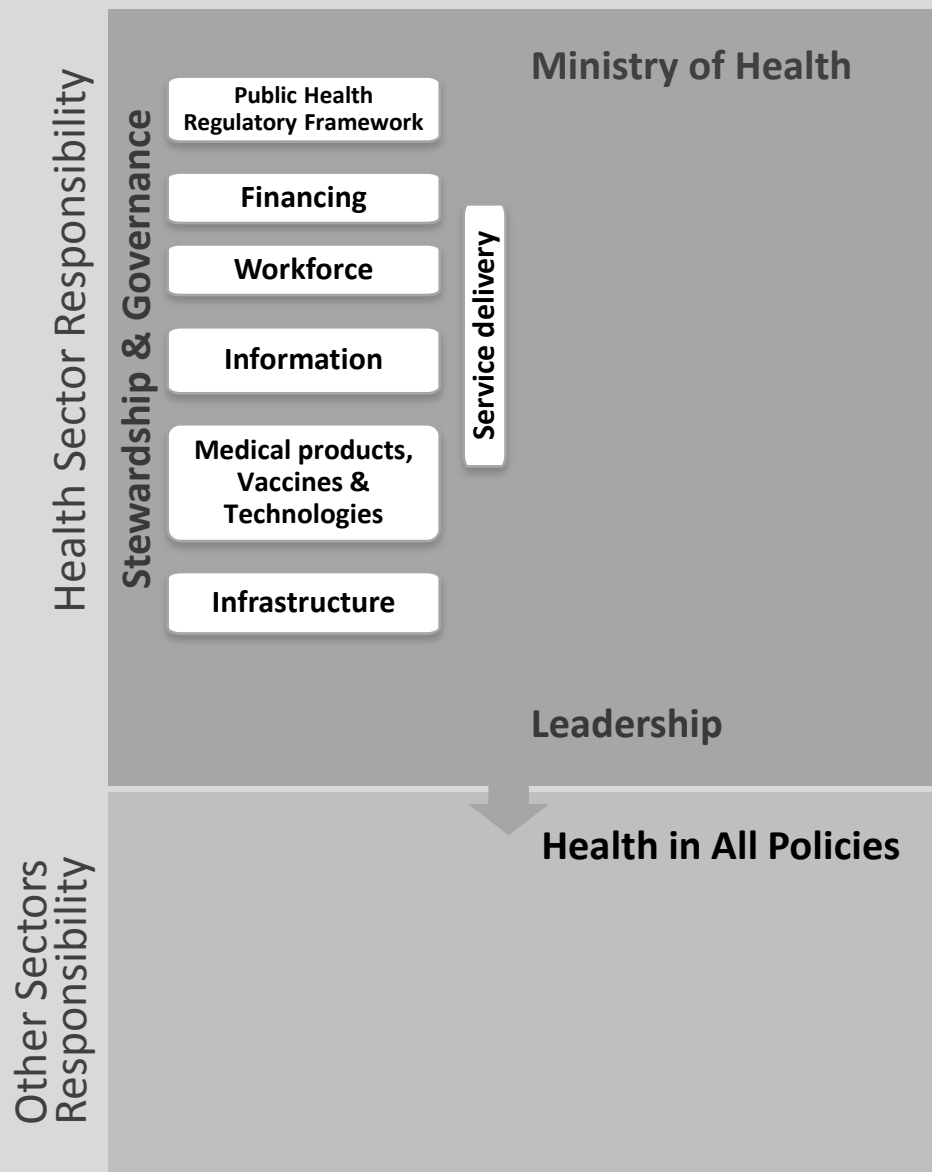 Health Sector Responsibility
Stewardship & Governance
Ministry of Health
Public Health
Regulatory Framework
Financing
Workforce
Information
Medical products,
Vaccines &
Technologies
Infrastructure
Service delivery
Leadership
Other Sectors
Responsibility
Health in All Policies